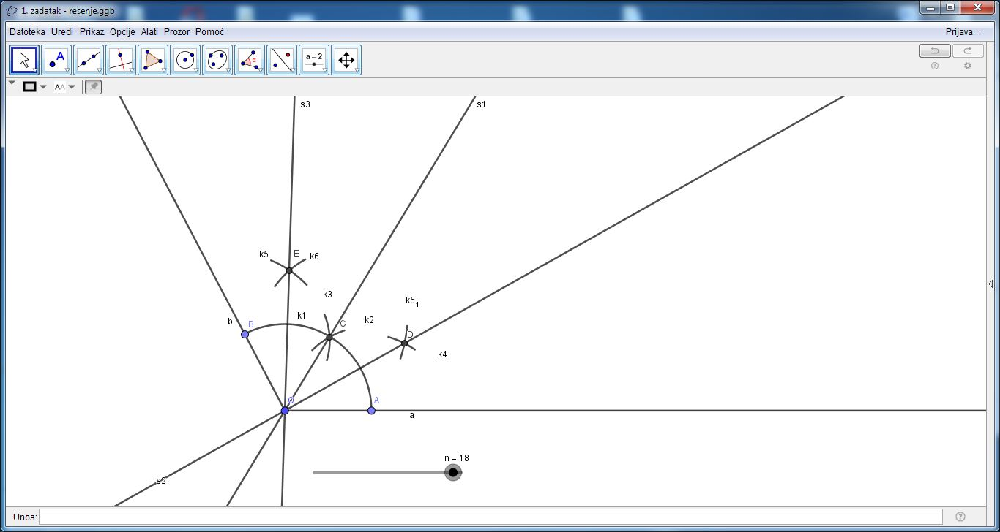 1. zadatak - resenje.ggb
Datoteka Uredi Prikaz Opcije Alati Prozor Pomoć Prijava...
A a = 2
AA
s3 s1
k5 E k6
k3
k5₁
b B k1 C k2
D
k4
O A
a
n = 18
s2
Unos: